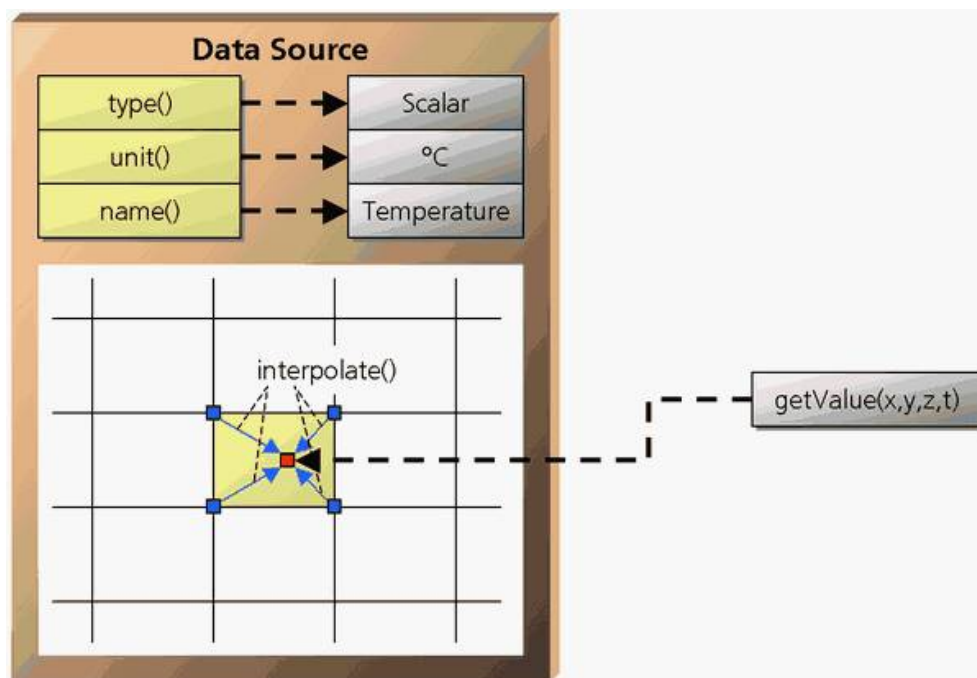 Data Source
type() Scalar
unit() °C
name() Temperature
interpolate()
getValue(x,y,z,t)